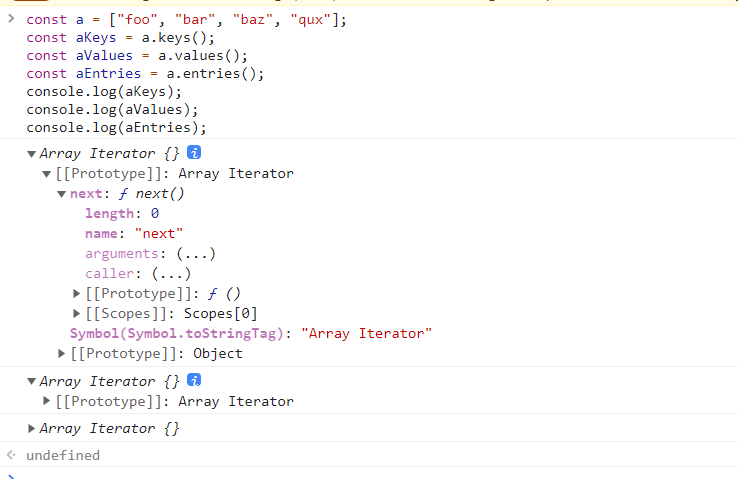 const a = ["foo", "bar", "baz", "qux"];
const aKeys = a.keys();
const aValues = a.values();
const aEntries = a.entries();
console.log(aKeys);
console.log(aValues);
console.log(aEntries);
Array Iterator {} i
[[Prototype]]: Array Iterator
next: ƒ next()
length: 0
name: "next"
arguments: (...)
caller: (...)
[[Prototype]]: ƒ ()
[[Scopes]]: Scopes[0]
Symbol(Symbol.toStringTag): "Array Iterator"
[[Prototype]]: Object
Array Iterator {} i
[[Prototype]]: Array Iterator
Array Iterator {}
undefined